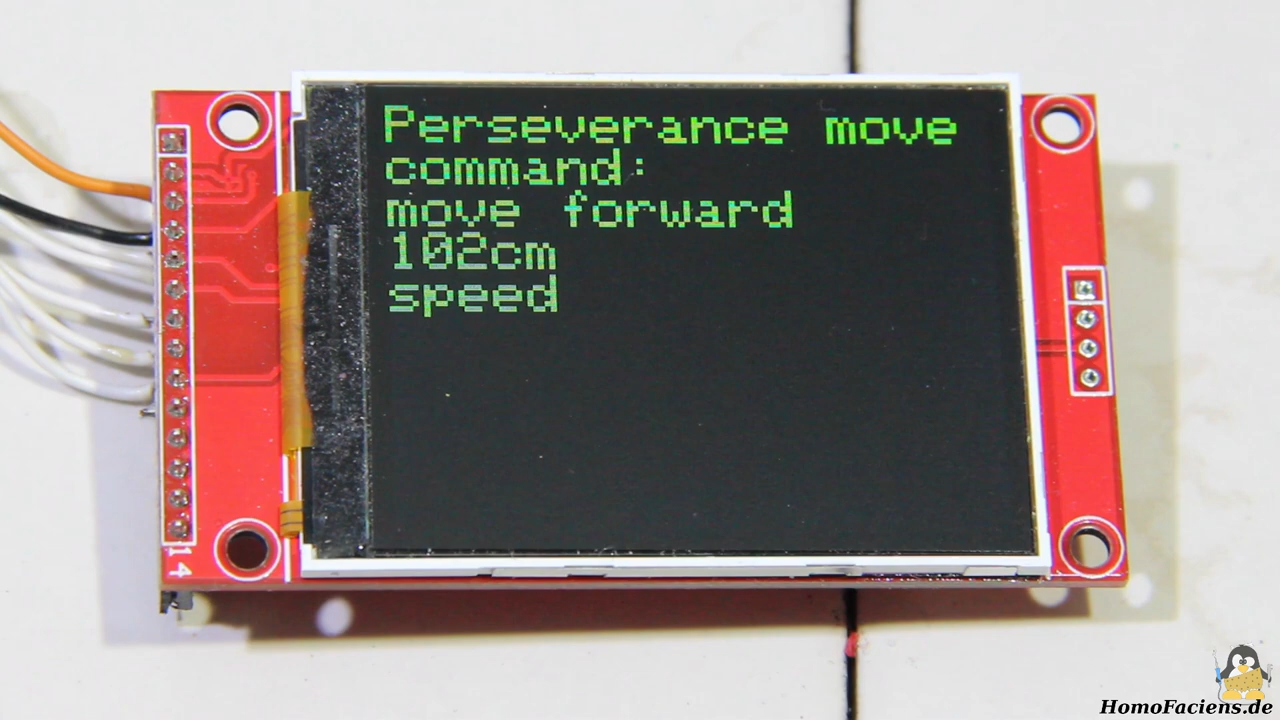 Perseverance move
command:
move forward
102cm
speed
14
HomoFaciens.de